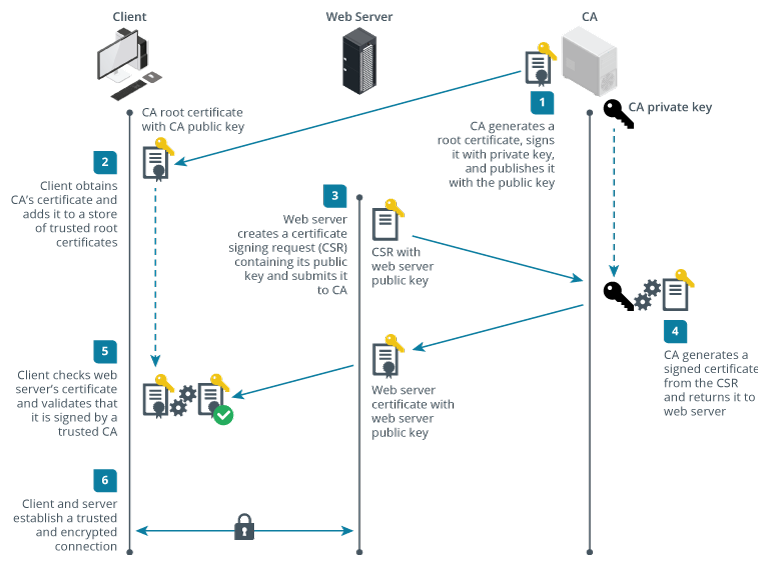 Client
Web Server
CA
CA root certificate
with CA public key
1
CA private key
CA generates a
root certificate, signs
it with private key,
and publishes it
with the public key
2
Client obtains
CA's certificate and
adds it to a store
of trusted root
certificates
3
Web server
creates a certificate
signing request (CSR)
containing its public
key and submits it
to CA
CSR with
web server
public key
4
CA generates a
signed certificate
from the CSR
and returns it to
web server
5
Client checks web
server's certificate
and validates that
it is signed by a
trusted CA
Web server
certificate with
web server
public key
6
Client and server
establish a trusted
and encrypted
connection